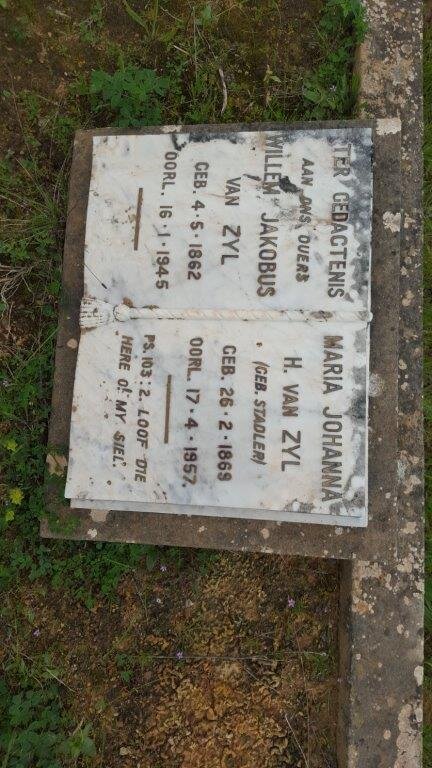 TER GEDAGTENIS
AAN ONS OUERS
WILLEM JAKOBUS
VAN ZYL
GEB. 4·5·1862
OORL. 16·1·1945
MARIA JOHANNA
H. VAN ZYL
(GEB. STADLER)
GEB. 26·2·1869
OORL. 17·4·1957.
"PS. 103:2. LOOF DIE
HERE O! MY SIEL".